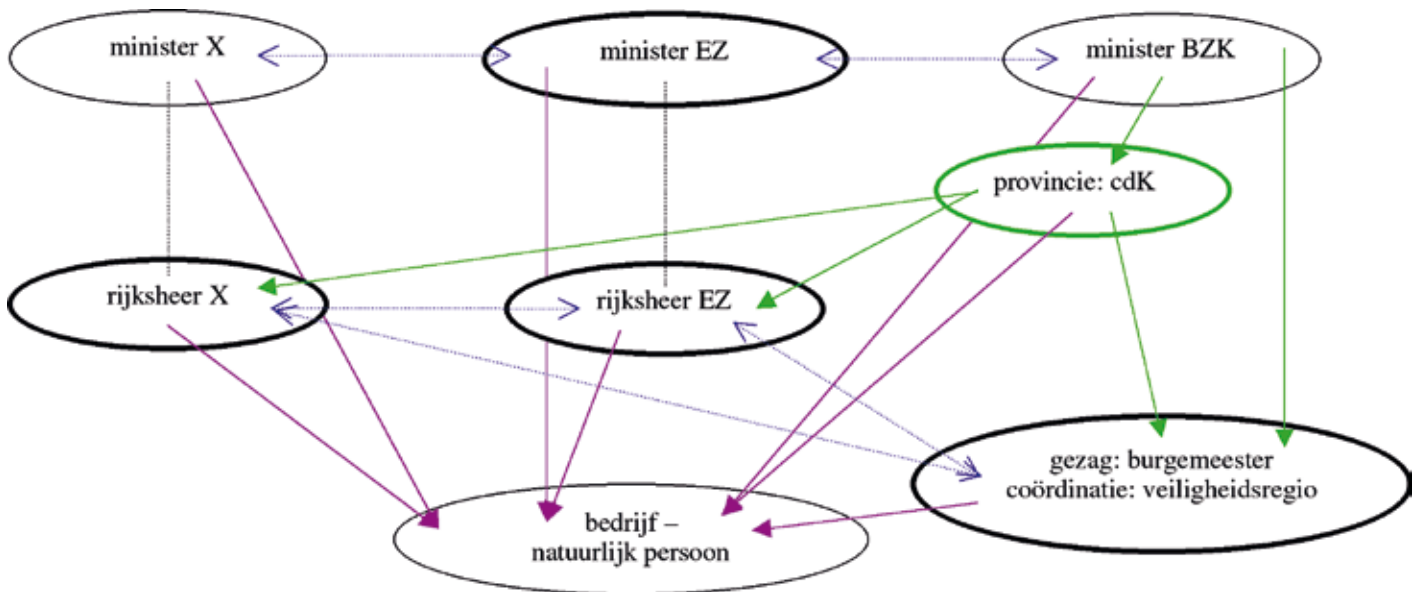 minister X
minister EZ
minister BZK
provincie: cdK
rijksheer X
rijksheer EZ
gezag: burgemeester
coördinatie: veiligheidsregio
bedrijf –
natuurlijk persoon